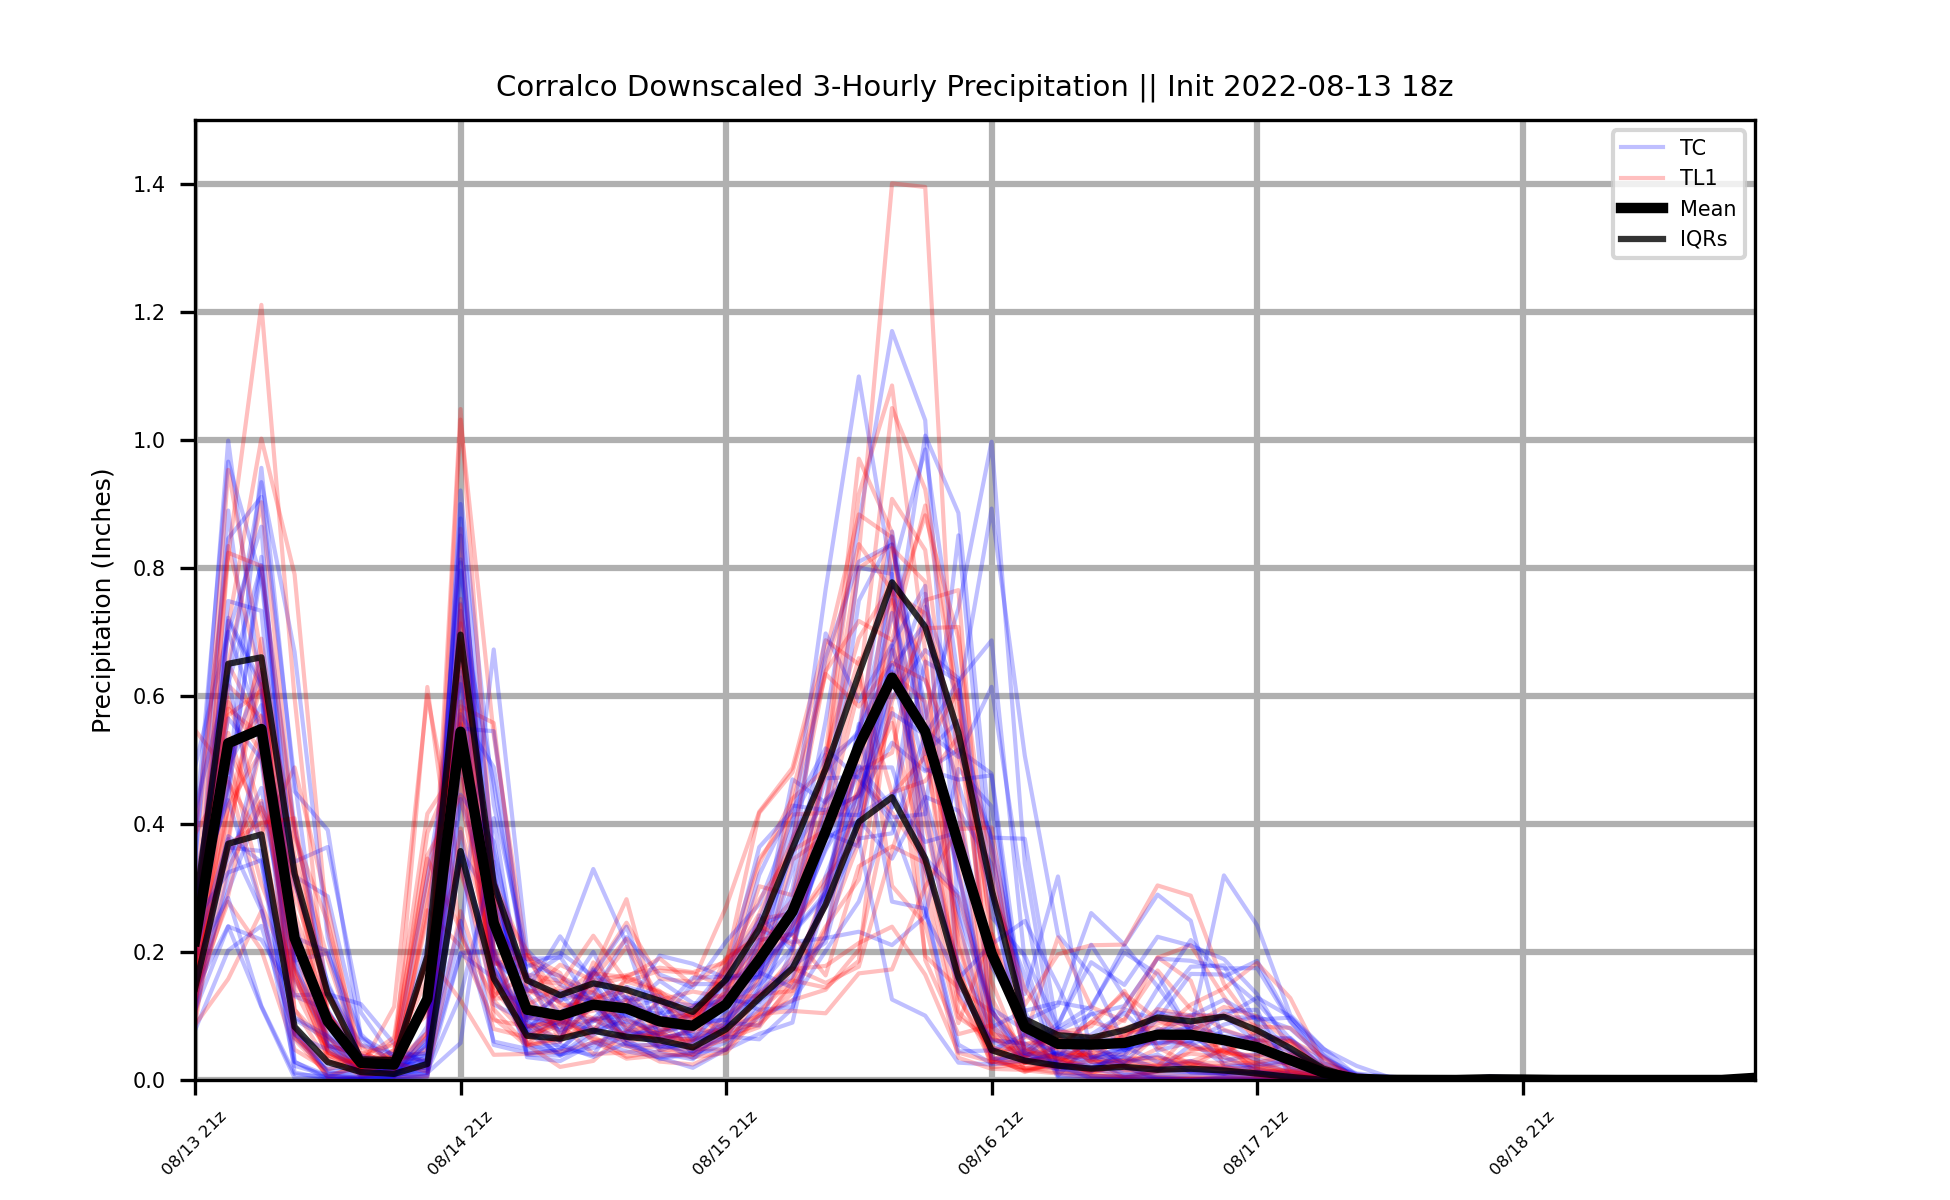 Corralco Downscaled 3-Hourly Precipitation || Init 2022-08-13 18z
TC
TL1
Mean
IQRs
Precipitation (Inches)
1.4
1.2
1.0
0.8
0.6
0.4
0.2
0.0
08/13 21z
08/14 21z
08/15 21z
08/16 21z
08/17 21z
08/18 21z